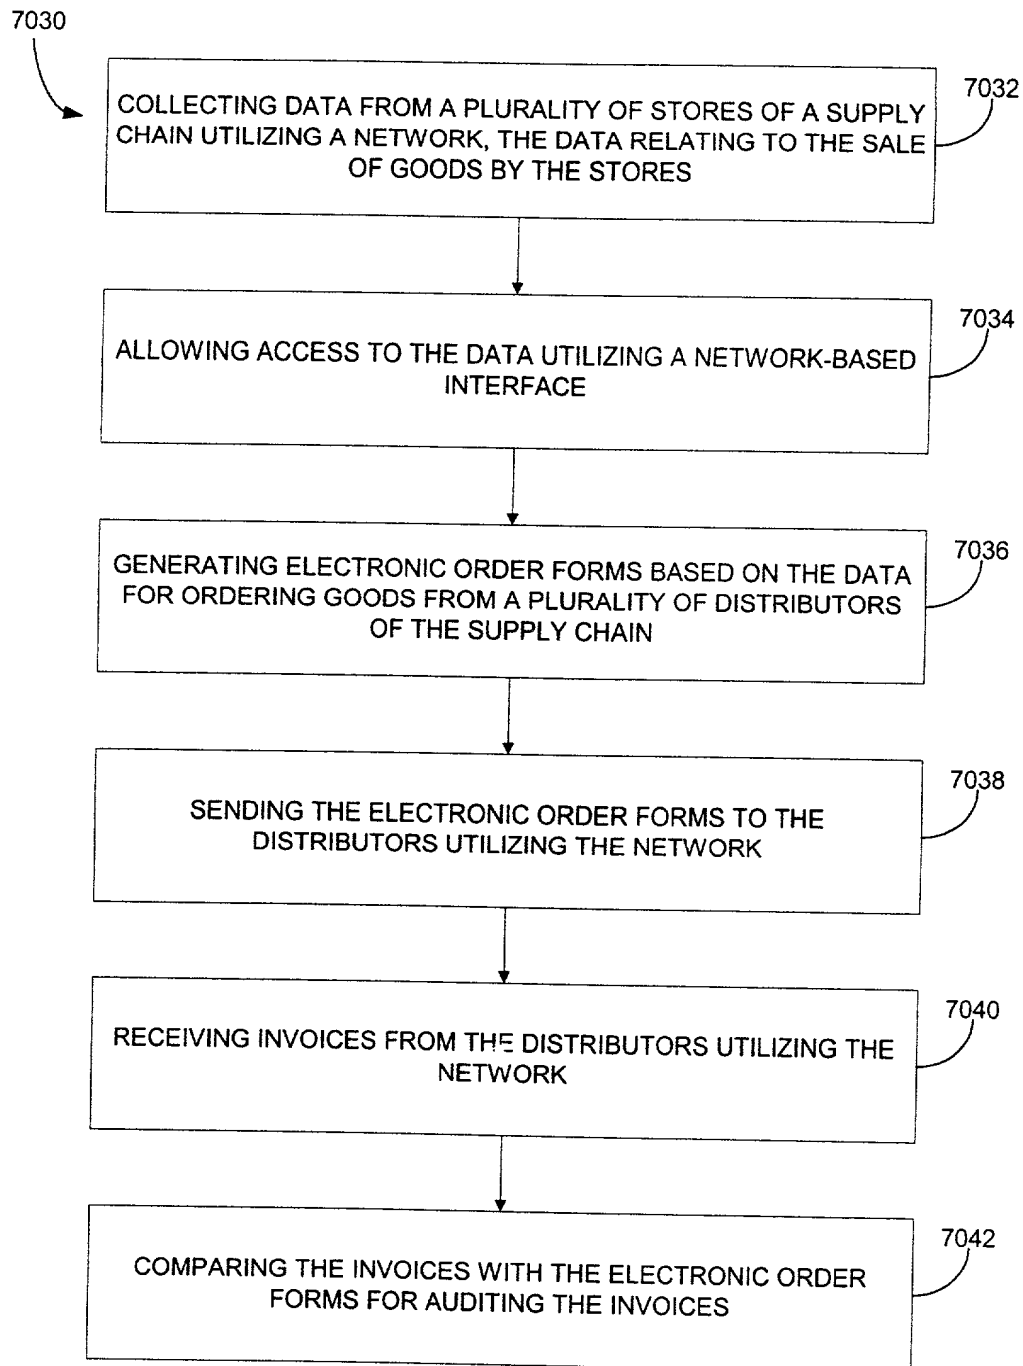 7030
COLLECTING DATA FROM A PLURALITY OF STORES OF A SUPPLY
CHAIN UTILIZING A NETWORK, THE DATA RELATING TO THE SALE
OF GOODS BY THE STORES
7032
ALLOWING ACCESS TO THE DATA UTILIZING A NETWORK-BASED
INTERFACE
7034
GENERATING ELECTRONIC ORDER FORMS BASED ON THE DATA
FOR ORDERING GOODS FROM A PLURALITY OF DISTRIBUTORS
OF THE SUPPLY CHAIN
7036
SENDING THE ELECTRONIC ORDER FORMS TO THE
DISTRIBUTORS UTILIZING THE NETWORK
7038
RECEIVING INVOICES FROM THE DISTRIBUTORS UTILIZING THE
NETWORK
7040
COMPARING THE INVOICES WITH THE ELECTRONIC ORDER
FORMS FOR AUDITING THE INVOICES
7042